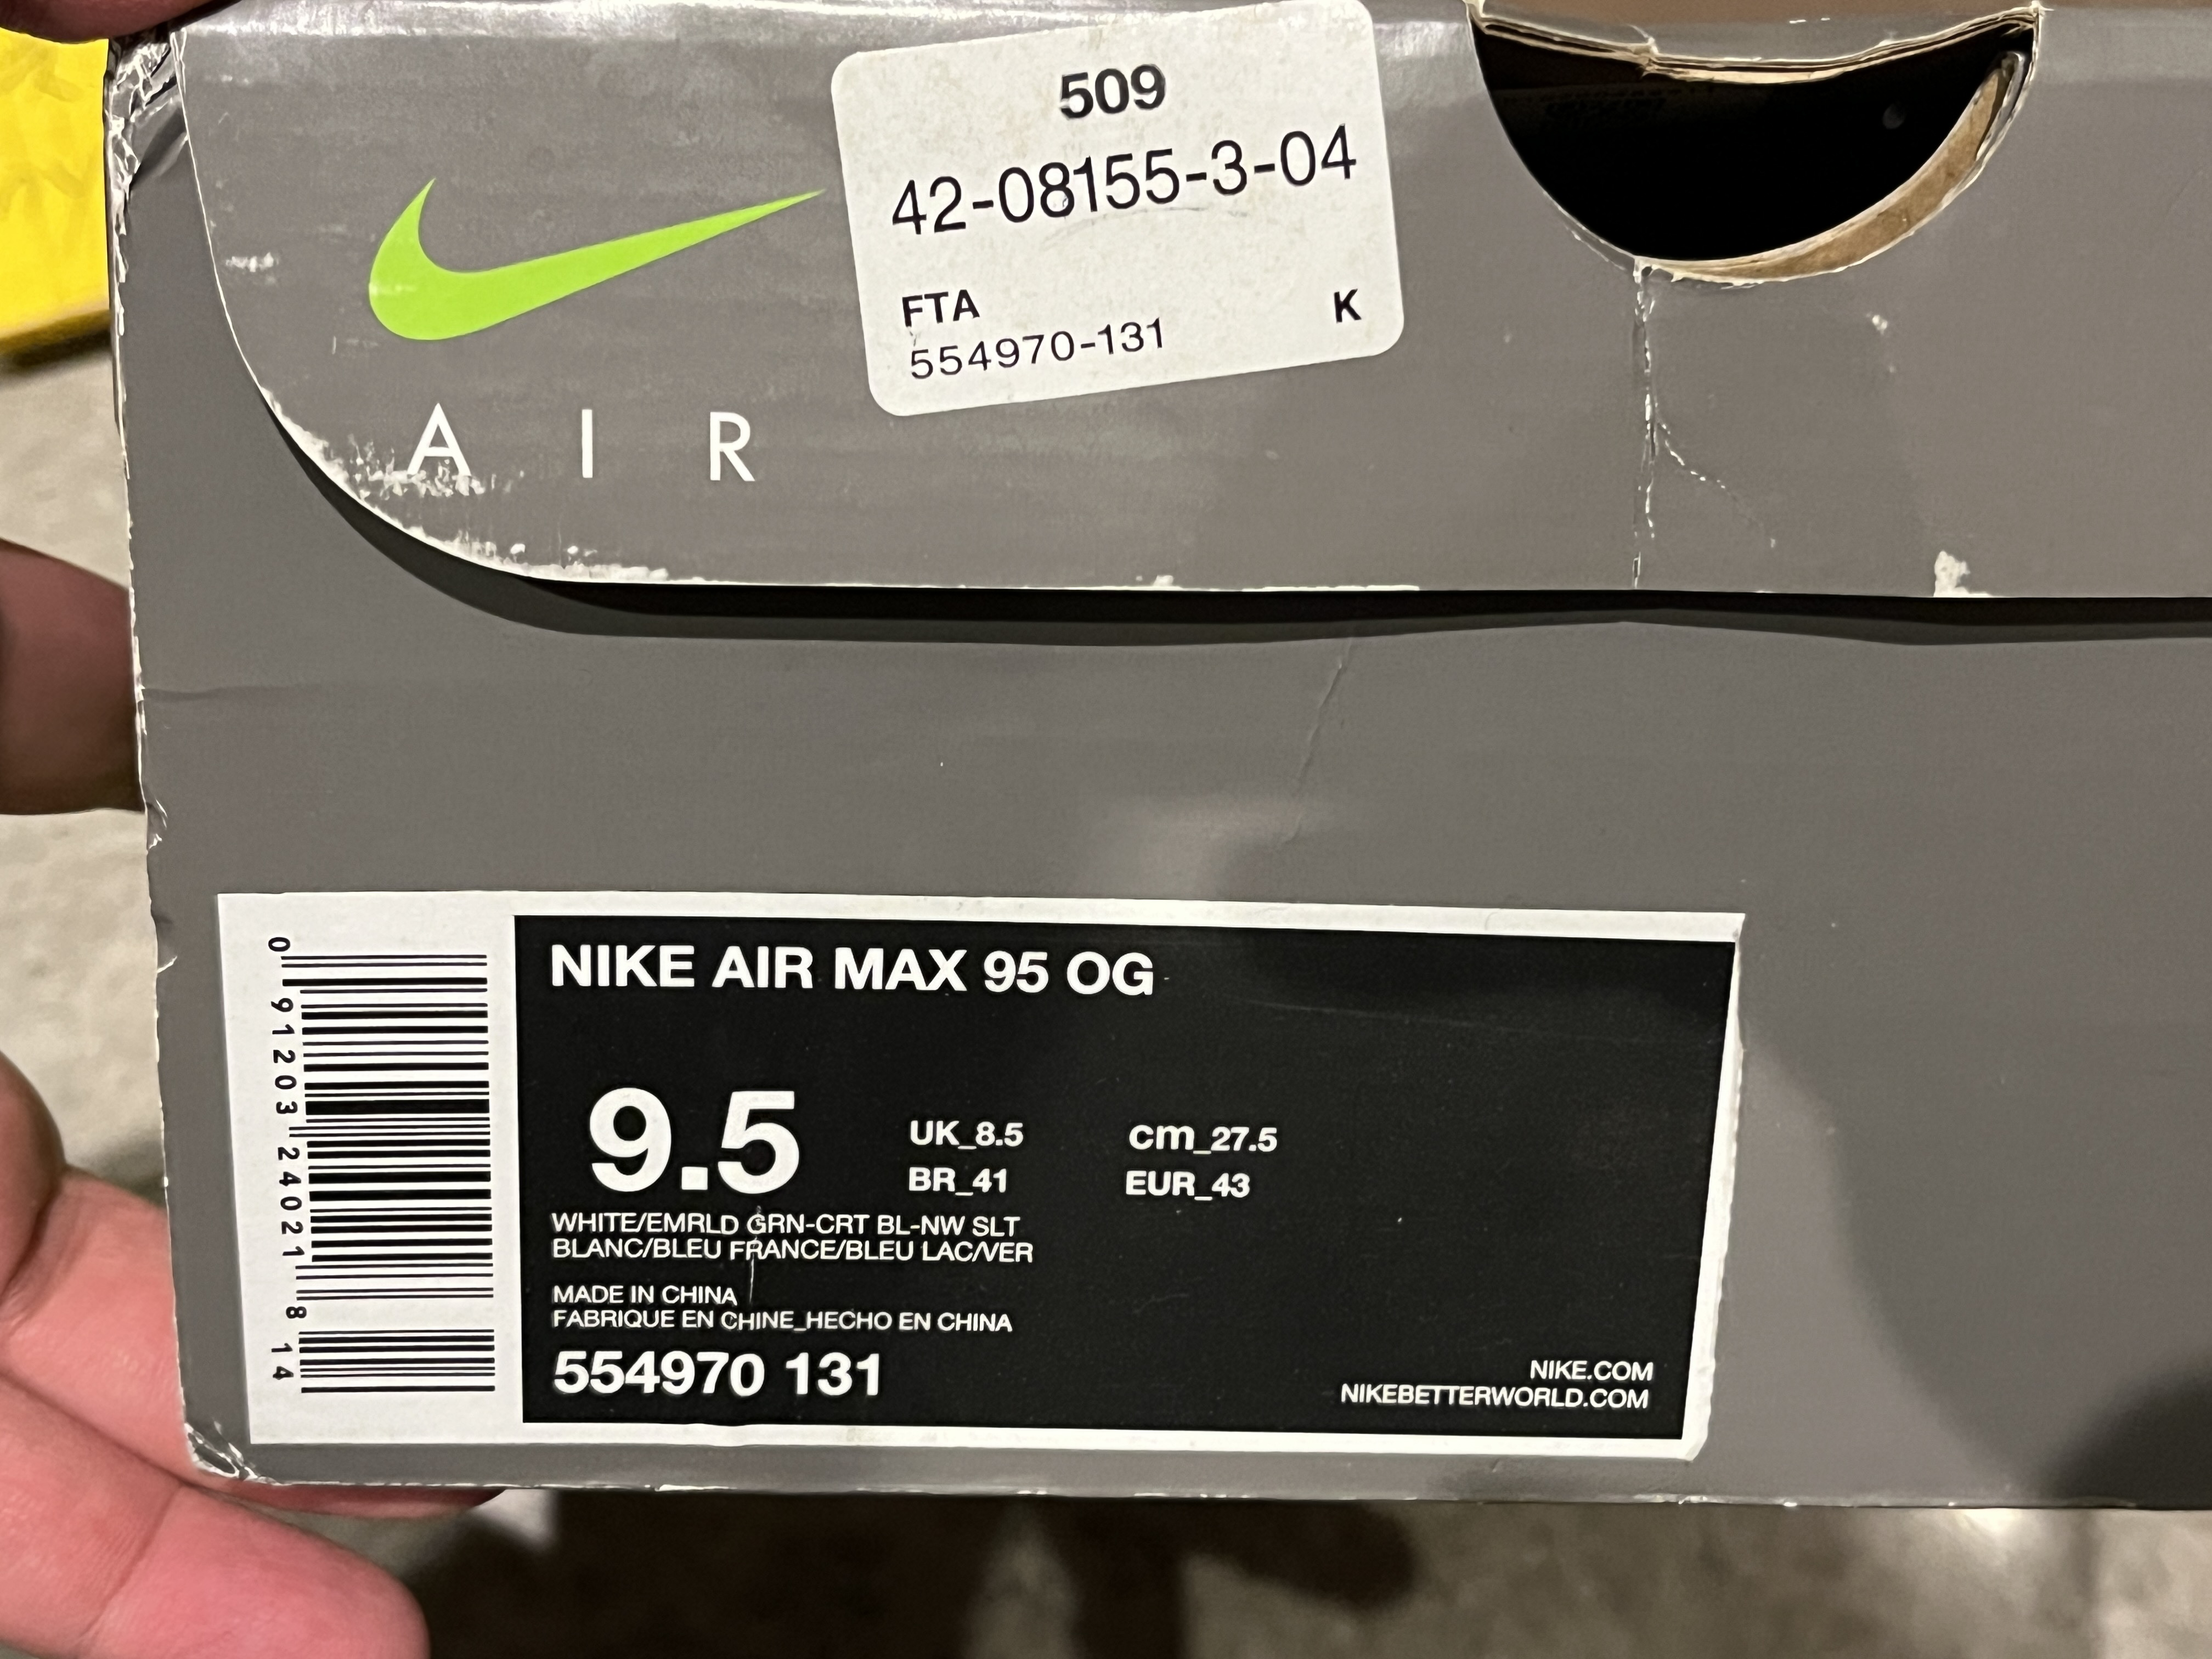 509
42-08155-3-04
FTA K
554970-131
A I R
NIKE AIR MAX 95 OG
9.5
UK_8.5 cm_27.5
BR_41 EUR_43
WHITE/EMRLD GRN-CRT BL-NW SLT
BLANC/BLEU FRANCE/BLEU LAC/VER
MADE IN CHINA
FABRIQUE EN CHINE_HECHO EN CHINA
554970 131
NIKE.COM
NIKEBETTERWORLD.COM
0 91203 24021 8 14